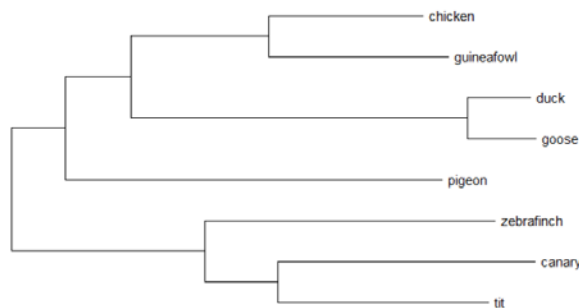 chicken
guineafowl
duck
goose
pigeon
zebrafinch
canary
tit